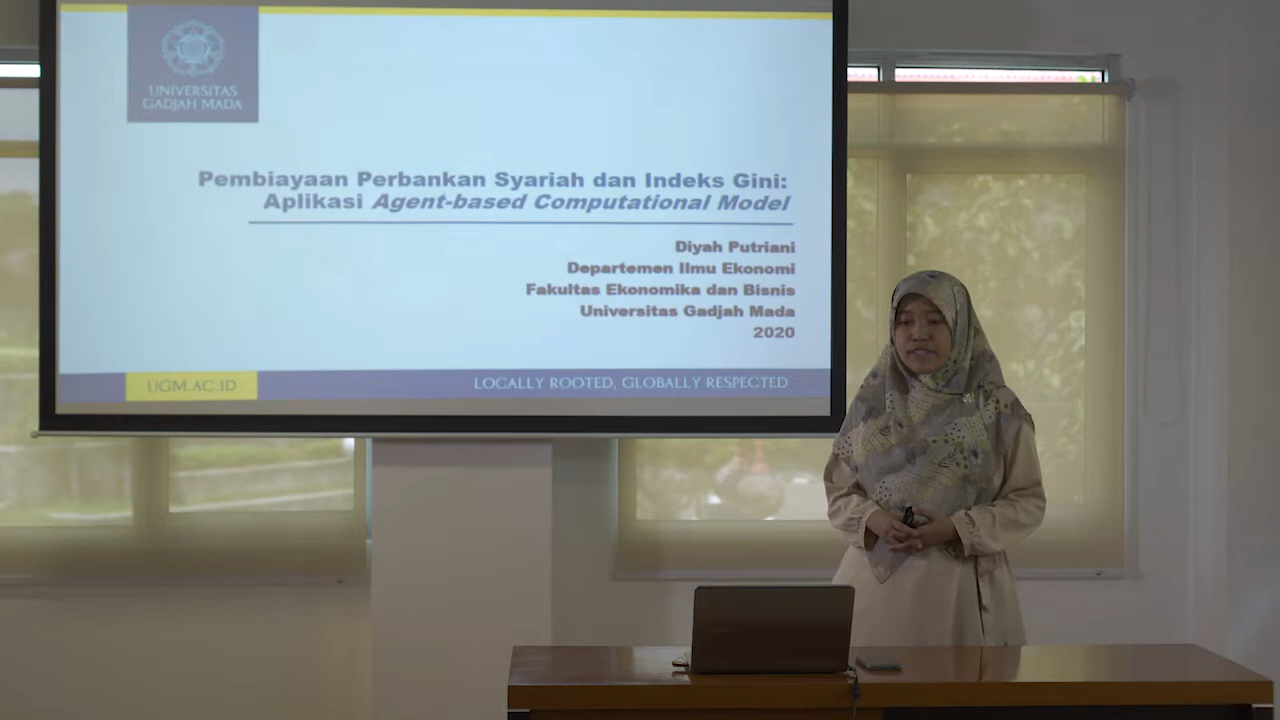 UNIVERSITAS
GADJAH MADA
Pembiayaan Perbankan Syariah dan Indeks Gini:
Aplikasi Agent-based Computational Model
Diyah Putriani
Departemen Ilmu Ekonomi
Fakultas Ekonomika dan Bisnis
Universitas Gadjah Mada
2020
UGM.AC.ID
LOCALLY ROOTED, GLOBALLY RESPECTED